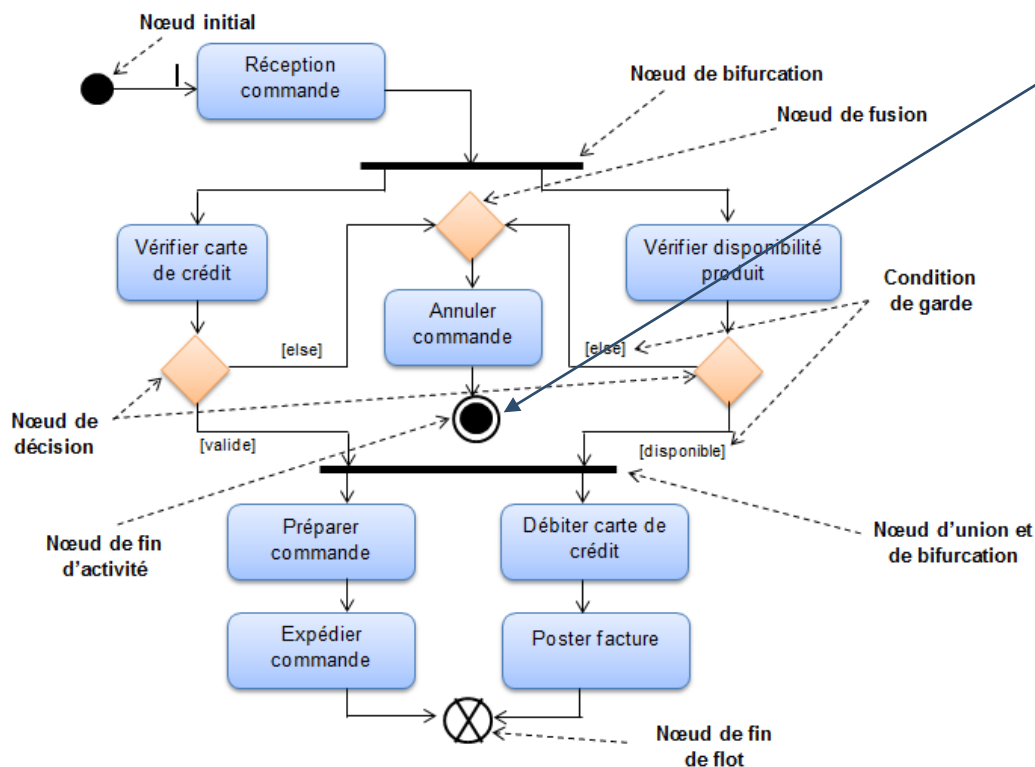 Nœud initial
Réception
commande
Nœud de bifurcation
Nœud de fusion
Vérifier carte
de crédit
Vérifier disponibilité
produit
Condition
de garde
Annuler
commande
[else]
[else]
Nœud de
décision
[valide]
[disponible]
Préparer
commande
Débiter carte de
crédit
Nœud de fin
d'activité
Nœud d'union et
de bifurcation
Expédier
commande
Poster facture
Nœud de fin
de flot